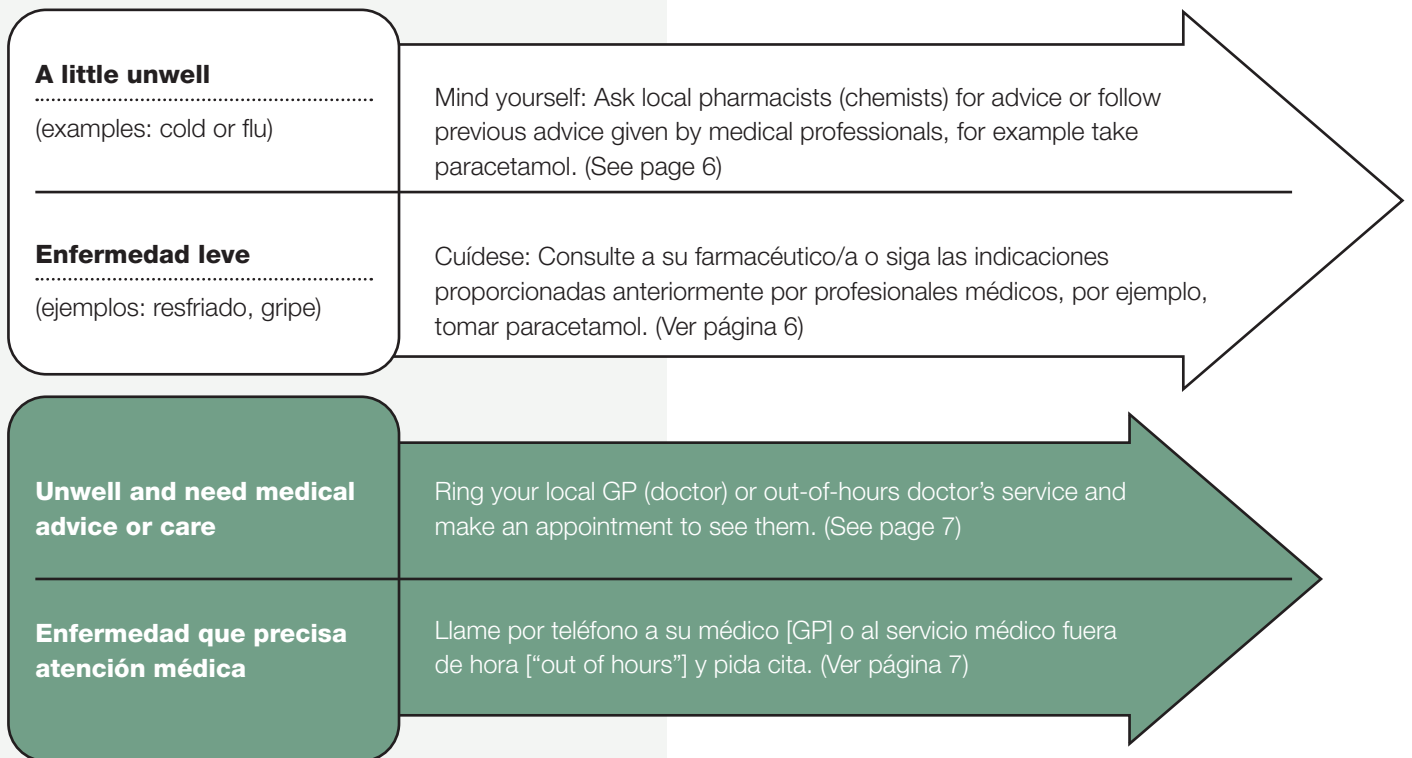 A little unwell
(examples: cold or flu)
Mind yourself: Ask local pharmacists (chemists) for advice or follow
previous advice given by medical professionals, for example take
paracetamol. (See page 6)
Enfermedad leve
(ejemplos: resfriado, gripe)
Cuídese: Consulte a su farmacéutico/a o siga las indicaciones
proporcionadas anteriormente por profesionales médicos, por ejemplo,
tomar paracetamol. (Ver página 6)
Unwell and need medical
advice or care
Ring your local GP (doctor) or out-of-hours doctor’s service and
make an appointment to see them. (See page 7)
Enfermedad que precisa
atención médica
Llame por teléfono a su médico [GP] o al servicio médico fuera
de hora [“out of hours”] y pida cita. (Ver página 7)